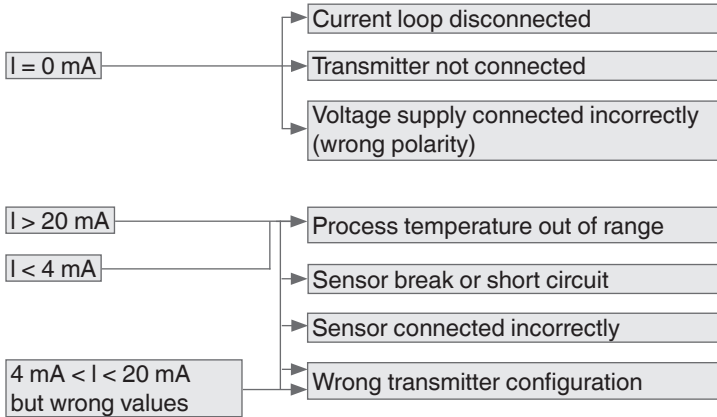 Current loop disconnected
I = 0 mA
Transmitter not connected
Voltage supply connected incorrectly
(wrong polarity)
I > 20 mA
Process temperature out of range
I < 4 mA
Sensor break or short circuit
Sensor connected incorrectly
4 mA < I < 20 mA
but wrong values
Wrong transmitter configuration